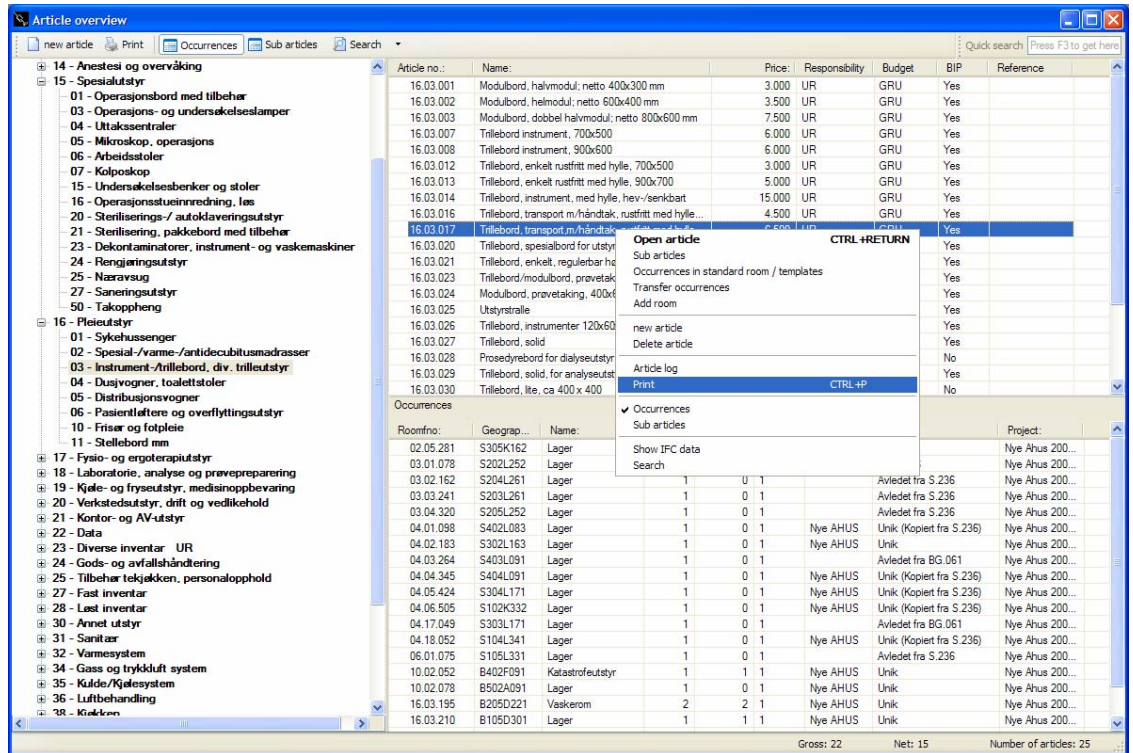 Article overview
new article Print Occurrences Sub articles Search Quick search Press F3 to get here
14 - Anestesi og overvåking
15 - Spesialutstyr
01 - Operasjonsbord med tilbehør
03 - Operasjons- og undersøkelseslamper
04 - Uttakssentraler
05 - Mikroskop, operasjons
06 - Arbeidsstoler
07 - Kolposkop
15 - Undersøkelsesbenker og stoler
16 - Operasjonsstueinnredning, løs
20 - Steriliserings-/ autoklaveringsutstyr
21 - Sterilisering, pakkebord med tilbehør
23 - Dekontaminatorer, instrument- og vaskemaskiner
24 - Rengjøringsutstyr
25 - Næravsug
27 - Saneringsutstyr
50 - Takoppheng
16 - Pleieutstyr
01 - Sykehussenger
02 - Spesial-/varme-/antidecubitusmadrasser
03 - Instrument-/trillebord, div. trilleutstyr
04 - Dusjvogner, toalettstoler
05 - Distribusjonsvogner
06 - Pasientløftere og overflyttingsutstyr
10 - Frisør og fotpleie
11 - Stellebord mm
17 - Fysio- og ergoterapiutstyr
18 - Laboratorie, analyse og prøvepreparering
19 - Kjøle- og fryseutstyr, medisinoppbevaring
20 - Verkstedsutstyr, drift og vedlikehold
21 - Kontor- og AV-utstyr
22 - Data
23 - Diverse inventar UR
24 - Gods- og avfallshåndtering
25 - Tilbehør tekjøkken, personalopphold
27 - Fast inventar
28 - Løst inventar
30 - Annet utstyr
31 - Sanitær
32 - Varmesystem
34 - Gass og trykkluft system
35 - Kulde/Kjølesystem
36 - Luftbehandling
38 - Kjøkken
Article no.: Name: Price: Responsibility Budget BIP Reference
16.03.001 Modulbord, halvmodul; netto 400x300 mm 3.000 UR GRU Yes
16.03.002 Modulbord, helmodul; netto 600x400 mm 3.500 UR GRU Yes
16.03.003 Modulbord, dobbel halvmodul; netto 800x600 mm 7.500 UR GRU Yes
16.03.007 Trillebord instrument, 700x500 6.000 UR GRU Yes
16.03.008 Trillebord instrument, 900x600 6.000 UR GRU Yes
16.03.012 Trillebord, enkelt rustfritt med hylle, 700x500 3.000 UR GRU Yes
16.03.013 Trillebord, enkelt rustfritt med hylle, 900x700 5.000 UR GRU Yes
16.03.014 Trillebord, instrument, med hylle, hev-/senkbart 15.000 UR GRU Yes
16.03.016 Trillebord, transport m/håndtak, rustfritt med hylle... 4.500 UR GRU Yes
16.03.017 Trillebord, transport,m/håndtak, rustfritt med hylle... 6.500 UR GRU Yes
16.03.020 Trillebord, spesialbord for utstyr Yes
16.03.021 Trillebord, enkelt, regulerbar hø Yes
16.03.023 Trillebord/modulbord, prøvetak Yes
16.03.024 Modulbord, prøvetaking, 400x6 Yes
16.03.025 Utstyrstralle Yes
16.03.026 Trillebord, instrumenter 120x60 Yes
16.03.027 Trillebord, solid Yes
16.03.028 Prosedyrebord for dialyseutstyr No
16.03.029 Trillebord, solid, for analyseutst Yes
16.03.030 Trillebord, lite, ca 400 x 400 No
Open article CTRL+RETURN
Sub articles
Occurrences in standard room / templates
Transfer occurrences
Add room
new article
Delete article
Article log
Print CTRL+P
Occurrences
Sub articles
Show IFC data
Search
Occurrences
Roomfno: Geograp... Name: Project:
02.05.281 S305K162 Lager Nye Ahus 200...
03.01.078 S202L252 Lager Nye Ahus 200...
03.02.162 S204L261 Lager 1 0 1 Avledet fra S.236 Nye Ahus 200...
03.03.241 S203L261 Lager 1 0 1 Avledet fra S.236 Nye Ahus 200...
03.04.320 S205L252 Lager 1 0 1 Avledet fra S.236 Nye Ahus 200...
04.01.098 S402L083 Lager 1 0 1 Nye AHUS Unik (Kopiert fra S.236) Nye Ahus 200...
04.02.183 S302L163 Lager 1 0 1 Nye AHUS Unik Nye Ahus 200...
04.03.264 S403L091 Lager 1 0 1 Avledet fra BG.061 Nye Ahus 200...
04.04.345 S404L091 Lager 1 0 1 Nye AHUS Unik (Kopiert fra S.236) Nye Ahus 200...
04.05.424 S304L171 Lager 1 0 1 Nye AHUS Unik (Kopiert fra S.236) Nye Ahus 200...
04.06.505 S102K332 Lager 1 0 1 Nye AHUS Unik (Kopiert fra S.236) Nye Ahus 200...
04.17.049 S303L171 Lager 1 0 1 Avledet fra BG.061 Nye Ahus 200...
04.18.052 S104L341 Lager 1 0 1 Nye AHUS Unik (Kopiert fra S.236) Nye Ahus 200...
06.01.075 S105L331 Lager 1 0 1 Avledet fra S.236 Nye Ahus 200...
10.02.052 B402F091 Katastrofeutstyr 1 1 1 Nye AHUS Unik Nye Ahus 200...
10.02.078 B502A091 Lager 1 0 1 Nye AHUS Unik Nye Ahus 200...
16.03.195 B205D221 Vaskerom 2 2 1 Nye AHUS Unik Nye Ahus 200...
16.03.210 B105D301 Lager 1 1 1 Nye AHUS Unik Nye Ahus 200...
Gross: 22 Net: 15 Number of articles: 25